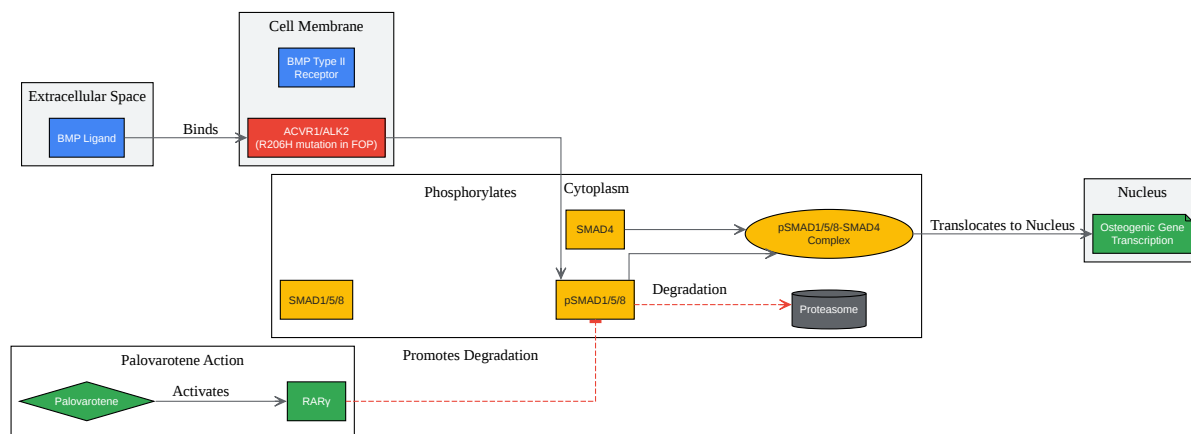 Cell Membrane
BMP Type II
Receptor
Extracellular Space
BMP Ligand
Binds
ACVR1/ALK2
(R206H mutation in FOP)
Phosphorylates
Cytoplasm
SMAD4
pSMAD1/5/8-SMAD4
Complex
Translocates to Nucleus
Nucleus
Osteogenic Gene
Transcription
SMAD1/5/8
pSMAD1/5/8
Degradation
Proteasome
Palovarotene Action
Promotes Degradation
Palovarotene
Activates
RARγ